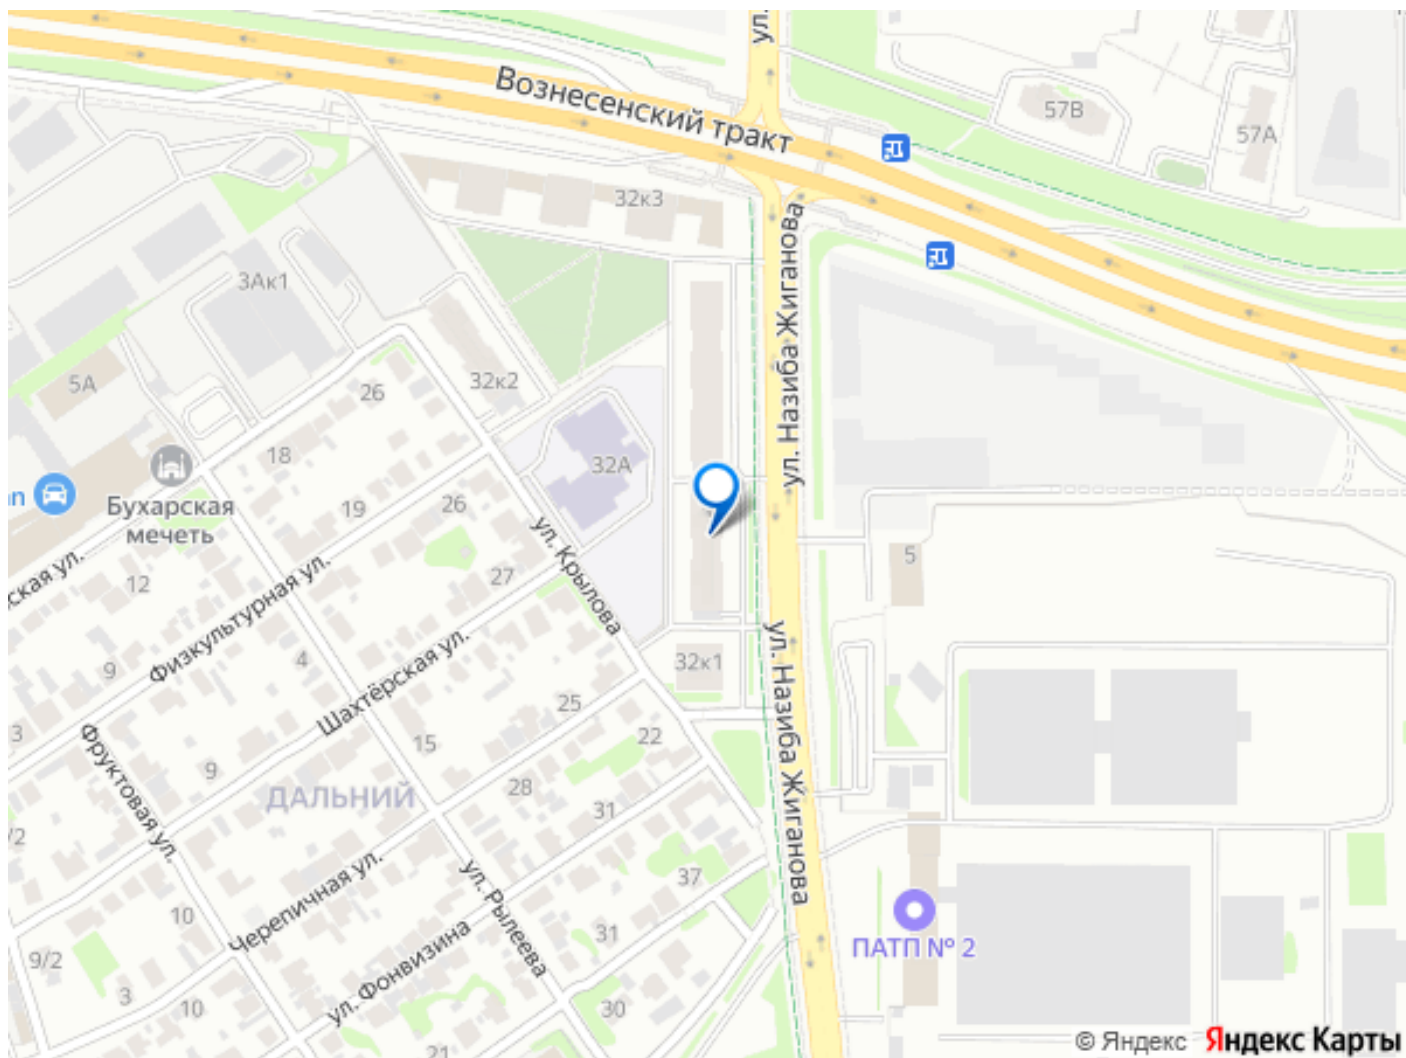 ул.
Вознесенский тракт
57В
57А
32к3
ул. Назиба Жиганова
3Ак1
5А
26
32к2
18
32А
Бухарская
мечеть
19
26
ул. Крылова
5
ская ул.
12
27
Физкультурная ул.
9
4
Шахтёрская ул.
32к1
ул. Назиба Жиганова
25
3
Фруктовая ул.
15
22
9
ДАЛЬНИЙ
28
31
/2
Черепичная ул.
ул. Рылеева
37
10
31
ПАТП № 2
9/2
ул. Фонвизина
3
10
30
21
© Яндекс Яндекс Карты